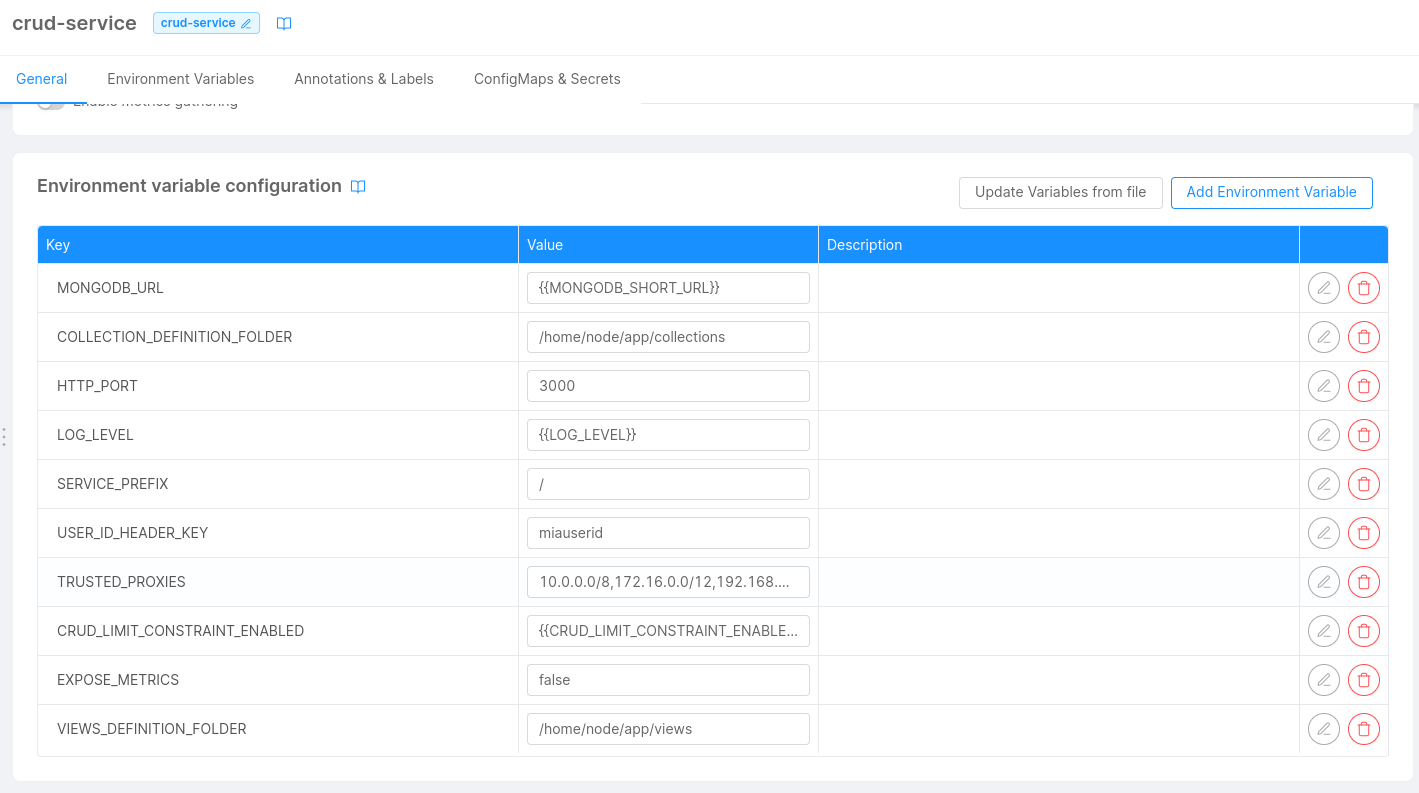 crud-service crud-service
General Environment Variables Annotations & Labels ConfigMaps & Secrets
Enable metrics gathering
Environment variable configuration
Update Variables from file Add Environment Variable
Key Value Description
MONGODB_URL {{MONGODB_SHORT_URL}}
COLLECTION_DEFINITION_FOLDER /home/node/app/collections
HTTP_PORT 3000
LOG_LEVEL {{LOG_LEVEL}}
SERVICE_PREFIX /
USER_ID_HEADER_KEY miauserid
TRUSTED_PROXIES 10.0.0.0/8,172.16.0.0/12,192.168....
CRUD_LIMIT_CONSTRAINT_ENABLED {{CRUD_LIMIT_CONSTRAINT_ENABLE...
EXPOSE_METRICS false
VIEWS_DEFINITION_FOLDER /home/node/app/views